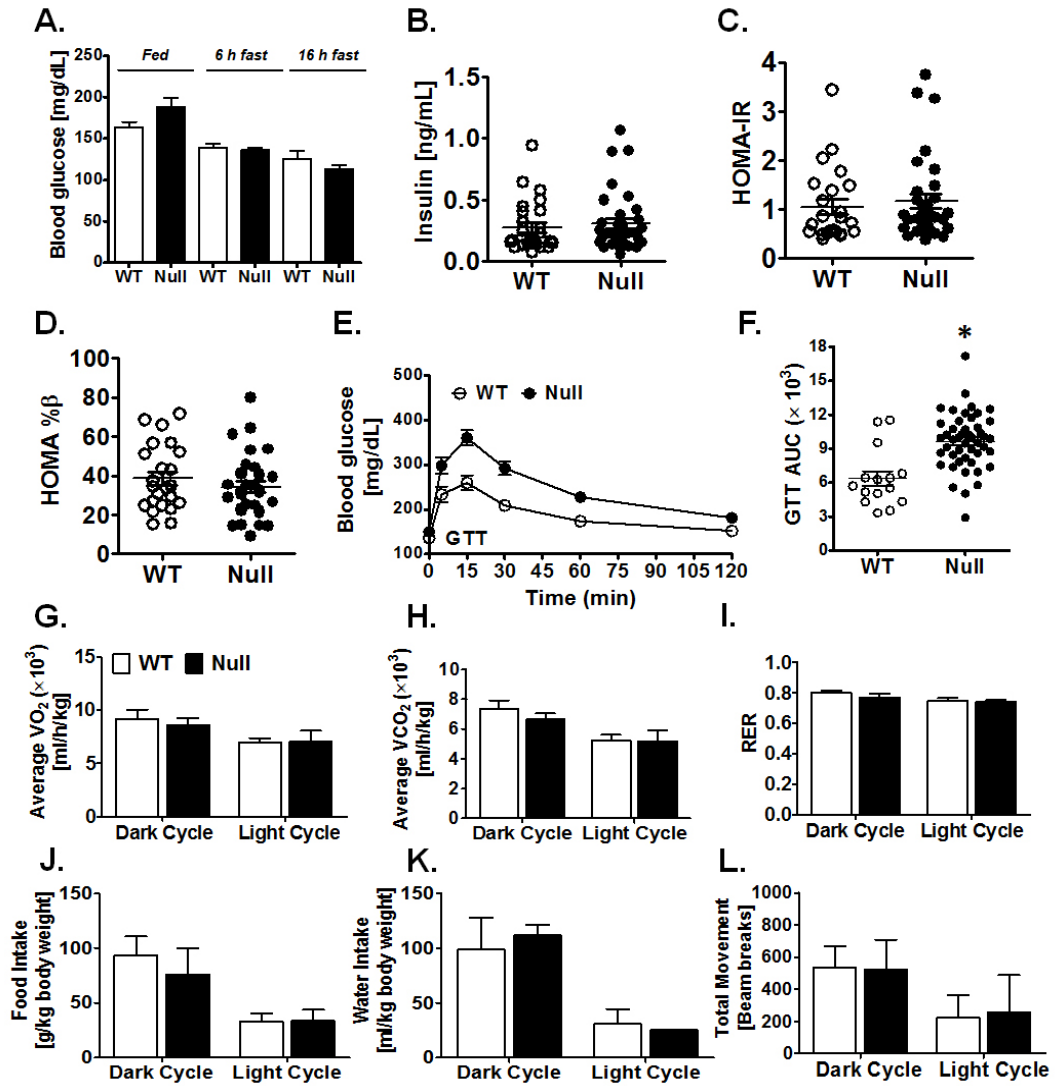 A.
Blood glucose [mg/dL]
250
200
150
100
50
0
Fed 6 h fast 16 h fast
WT Null WT Null WT Null
B.
Insulin [ng/mL]
1.5
1.0
0.5
0.0
WT Null
C.
HOMA-IR
4
3
2
1
0
WT Null
D.
HOMA %β
100
80
60
40
20
0
WT Null
E.
Blood glucose
[mg/dL]
500
400
300
200
100
WT Null
GTT
0 15 30 45 60 75 90 105 120
Time (min)
F.
GTT AUC (× 10³)
18
15
12
9
6
3
0
*
WT Null
G.
Average VO₂ (×10³)
[ml/h/kg]
15
10
5
0
WT Null
Dark Cycle Light Cycle
H.
Average VCO₂ (×10³)
[ml/h/kg]
8
6
4
2
0
Dark Cycle Light Cycle
I.
RER
1.0
0.8
0.6
0.4
0.2
0.0
Dark Cycle Light Cycle
J.
Food Intake
[g/kg body weight]
150
100
50
0
Dark Cycle Light Cycle
K.
Water Intake
[ml/kg body weight]
150
100
50
0
Dark Cycle Light Cycle
L.
Total Movement
[Beam breaks]
1000
800
600
400
200
0
Dark Cycle Light Cycle